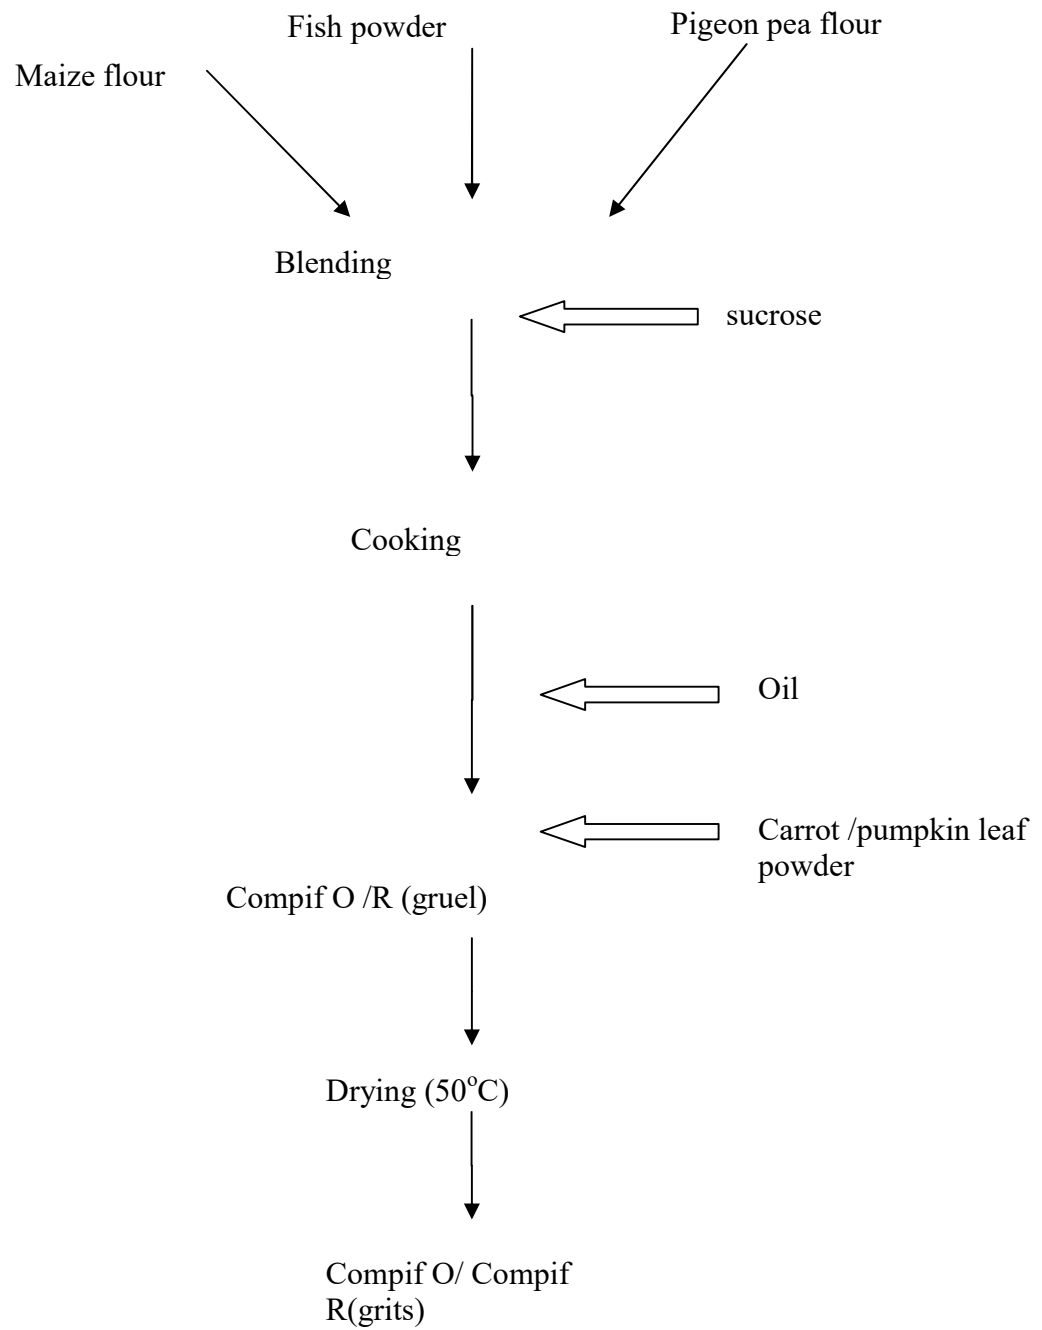 Fish powder
Pigeon pea flour
Maize flour
Blending
sucrose
Cooking
Oil
Carrot /pumpkin leaf
powder
Compif O /R (gruel)
Drying (50°C)
Compif O/ Compif
R(grits)